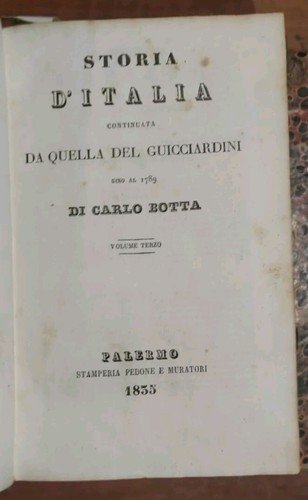 STORIA
D'ITALIA
CONTINUATA
DA QUELLA DEL GUICCIARDINI
SINO AL 1789
DI CARLO BOTTA
VOLUME TERZO
PALERMO
STAMPERIA PEDONE E MURATORI
1835